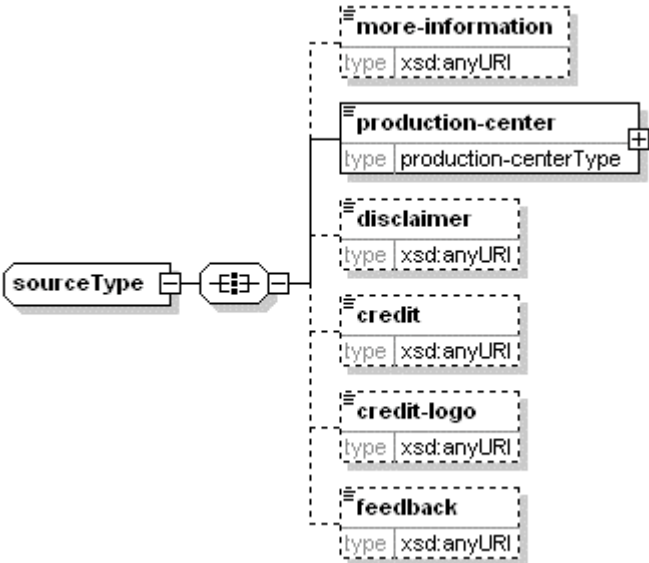 more-information
type xsd:anyURI
production-center
type production-centerType
disclaimer
type xsd:anyURI
sourceType
credit
type xsd:anyURI
credit-logo
type xsd:anyURI
feedback
type xsd:anyURI